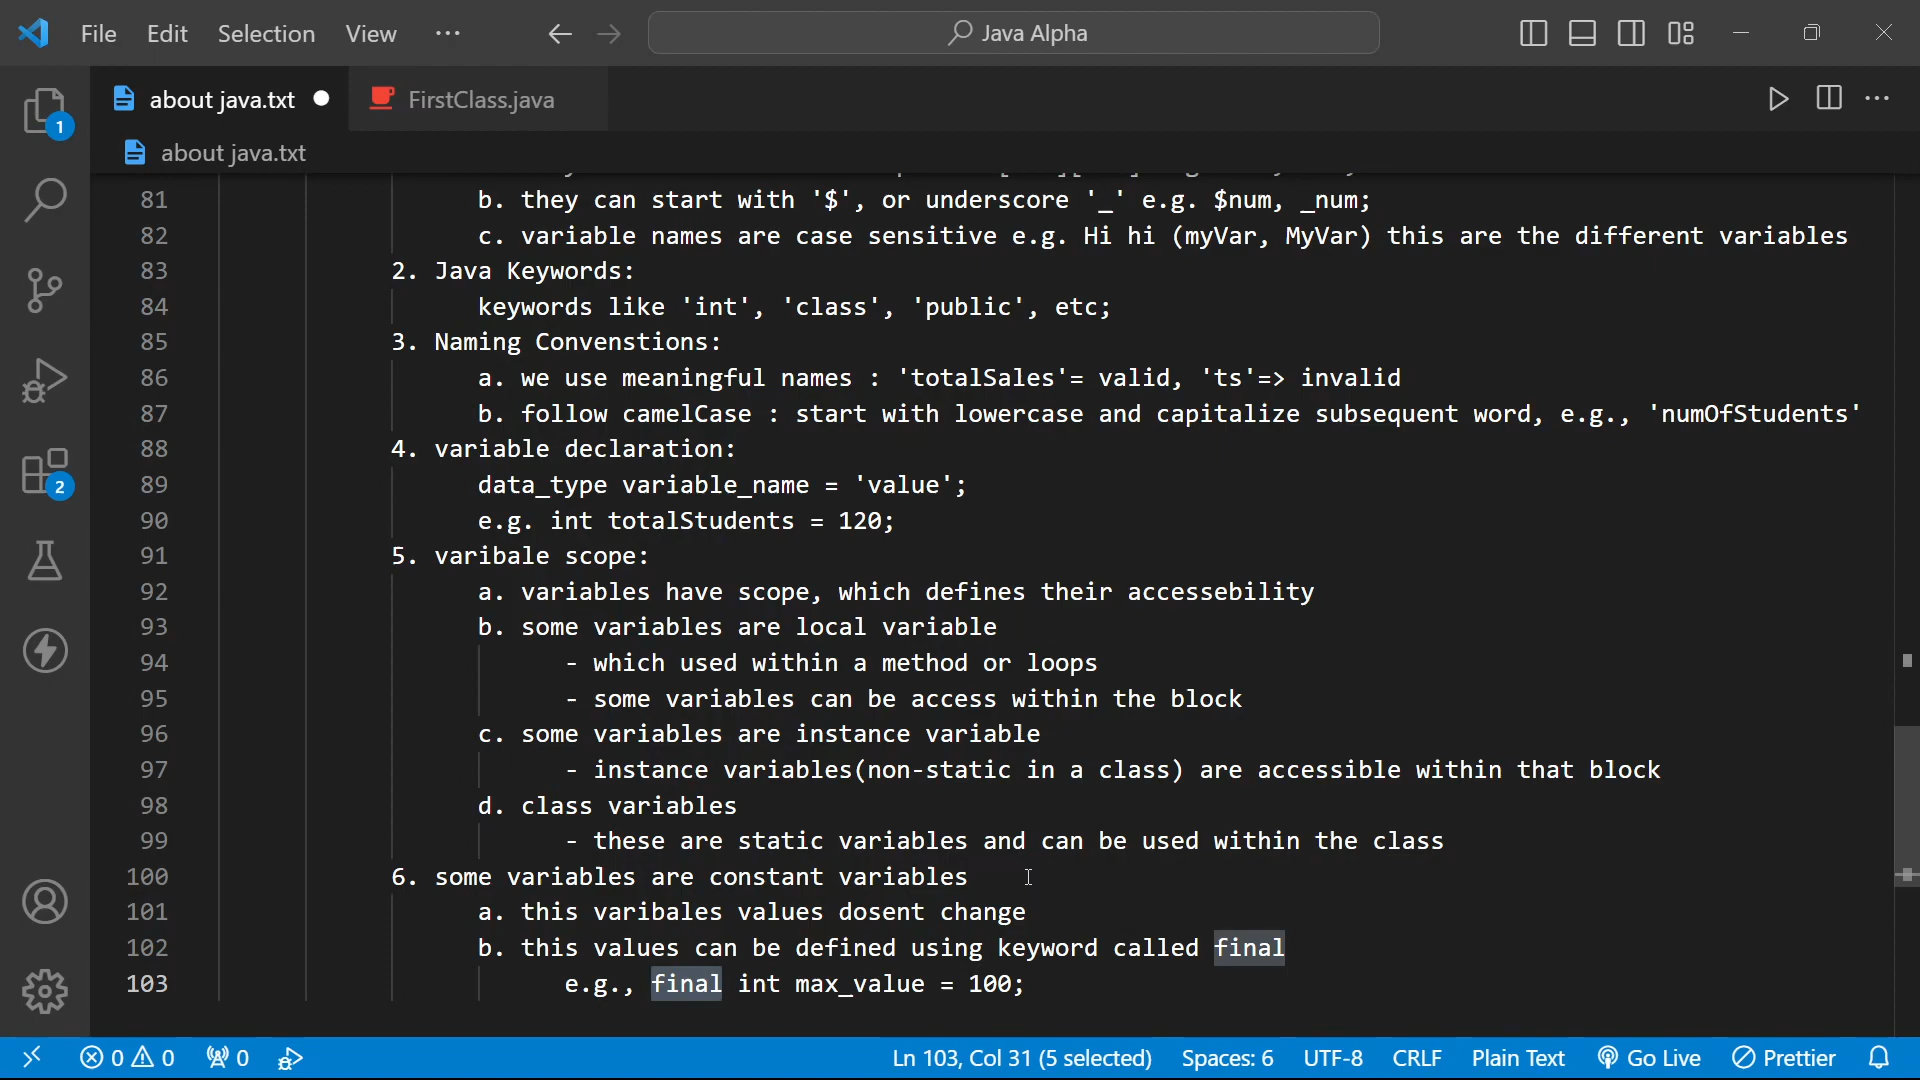 File Edit Selection View ··· Java Alpha
about java.txt FirstClass.java
about java.txt
81 b. they can start with '$', or underscore '_' e.g. $num, _num;
82 c. variable names are case sensitive e.g. Hi hi (myVar, MyVar) this are the different variables
83 2. Java Keywords:
84 keywords like 'int', 'class', 'public', etc;
85 3. Naming Convenstions:
86 a. we use meaningful names : 'totalSales'= valid, 'ts'=> invalid
87 b. follow camelCase : start with lowercase and capitalize subsequent word, e.g., 'numOfStudents'
88 4. variable declaration:
89 data_type variable_name = 'value';
90 e.g. int totalStudents = 120;
91 5. varibale scope:
92 a. variables have scope, which defines their accessebility
93 b. some variables are local variable
94 - which used within a method or loops
95 - some variables can be access within the block
96 c. some variables are instance variable
97 - instance variables(non-static in a class) are accessible within that block
98 d. class variables
99 - these are static variables and can be used within the class
100 6. some variables are constant variables
101 a. this varibales values dosent change
102 b. this values can be defined using keyword called final
103 e.g., final int max_value = 100;
1
2
0 0 0 Ln 103, Col 31 (5 selected) Spaces: 6 UTF-8 CRLF Plain Text Go Live Prettier